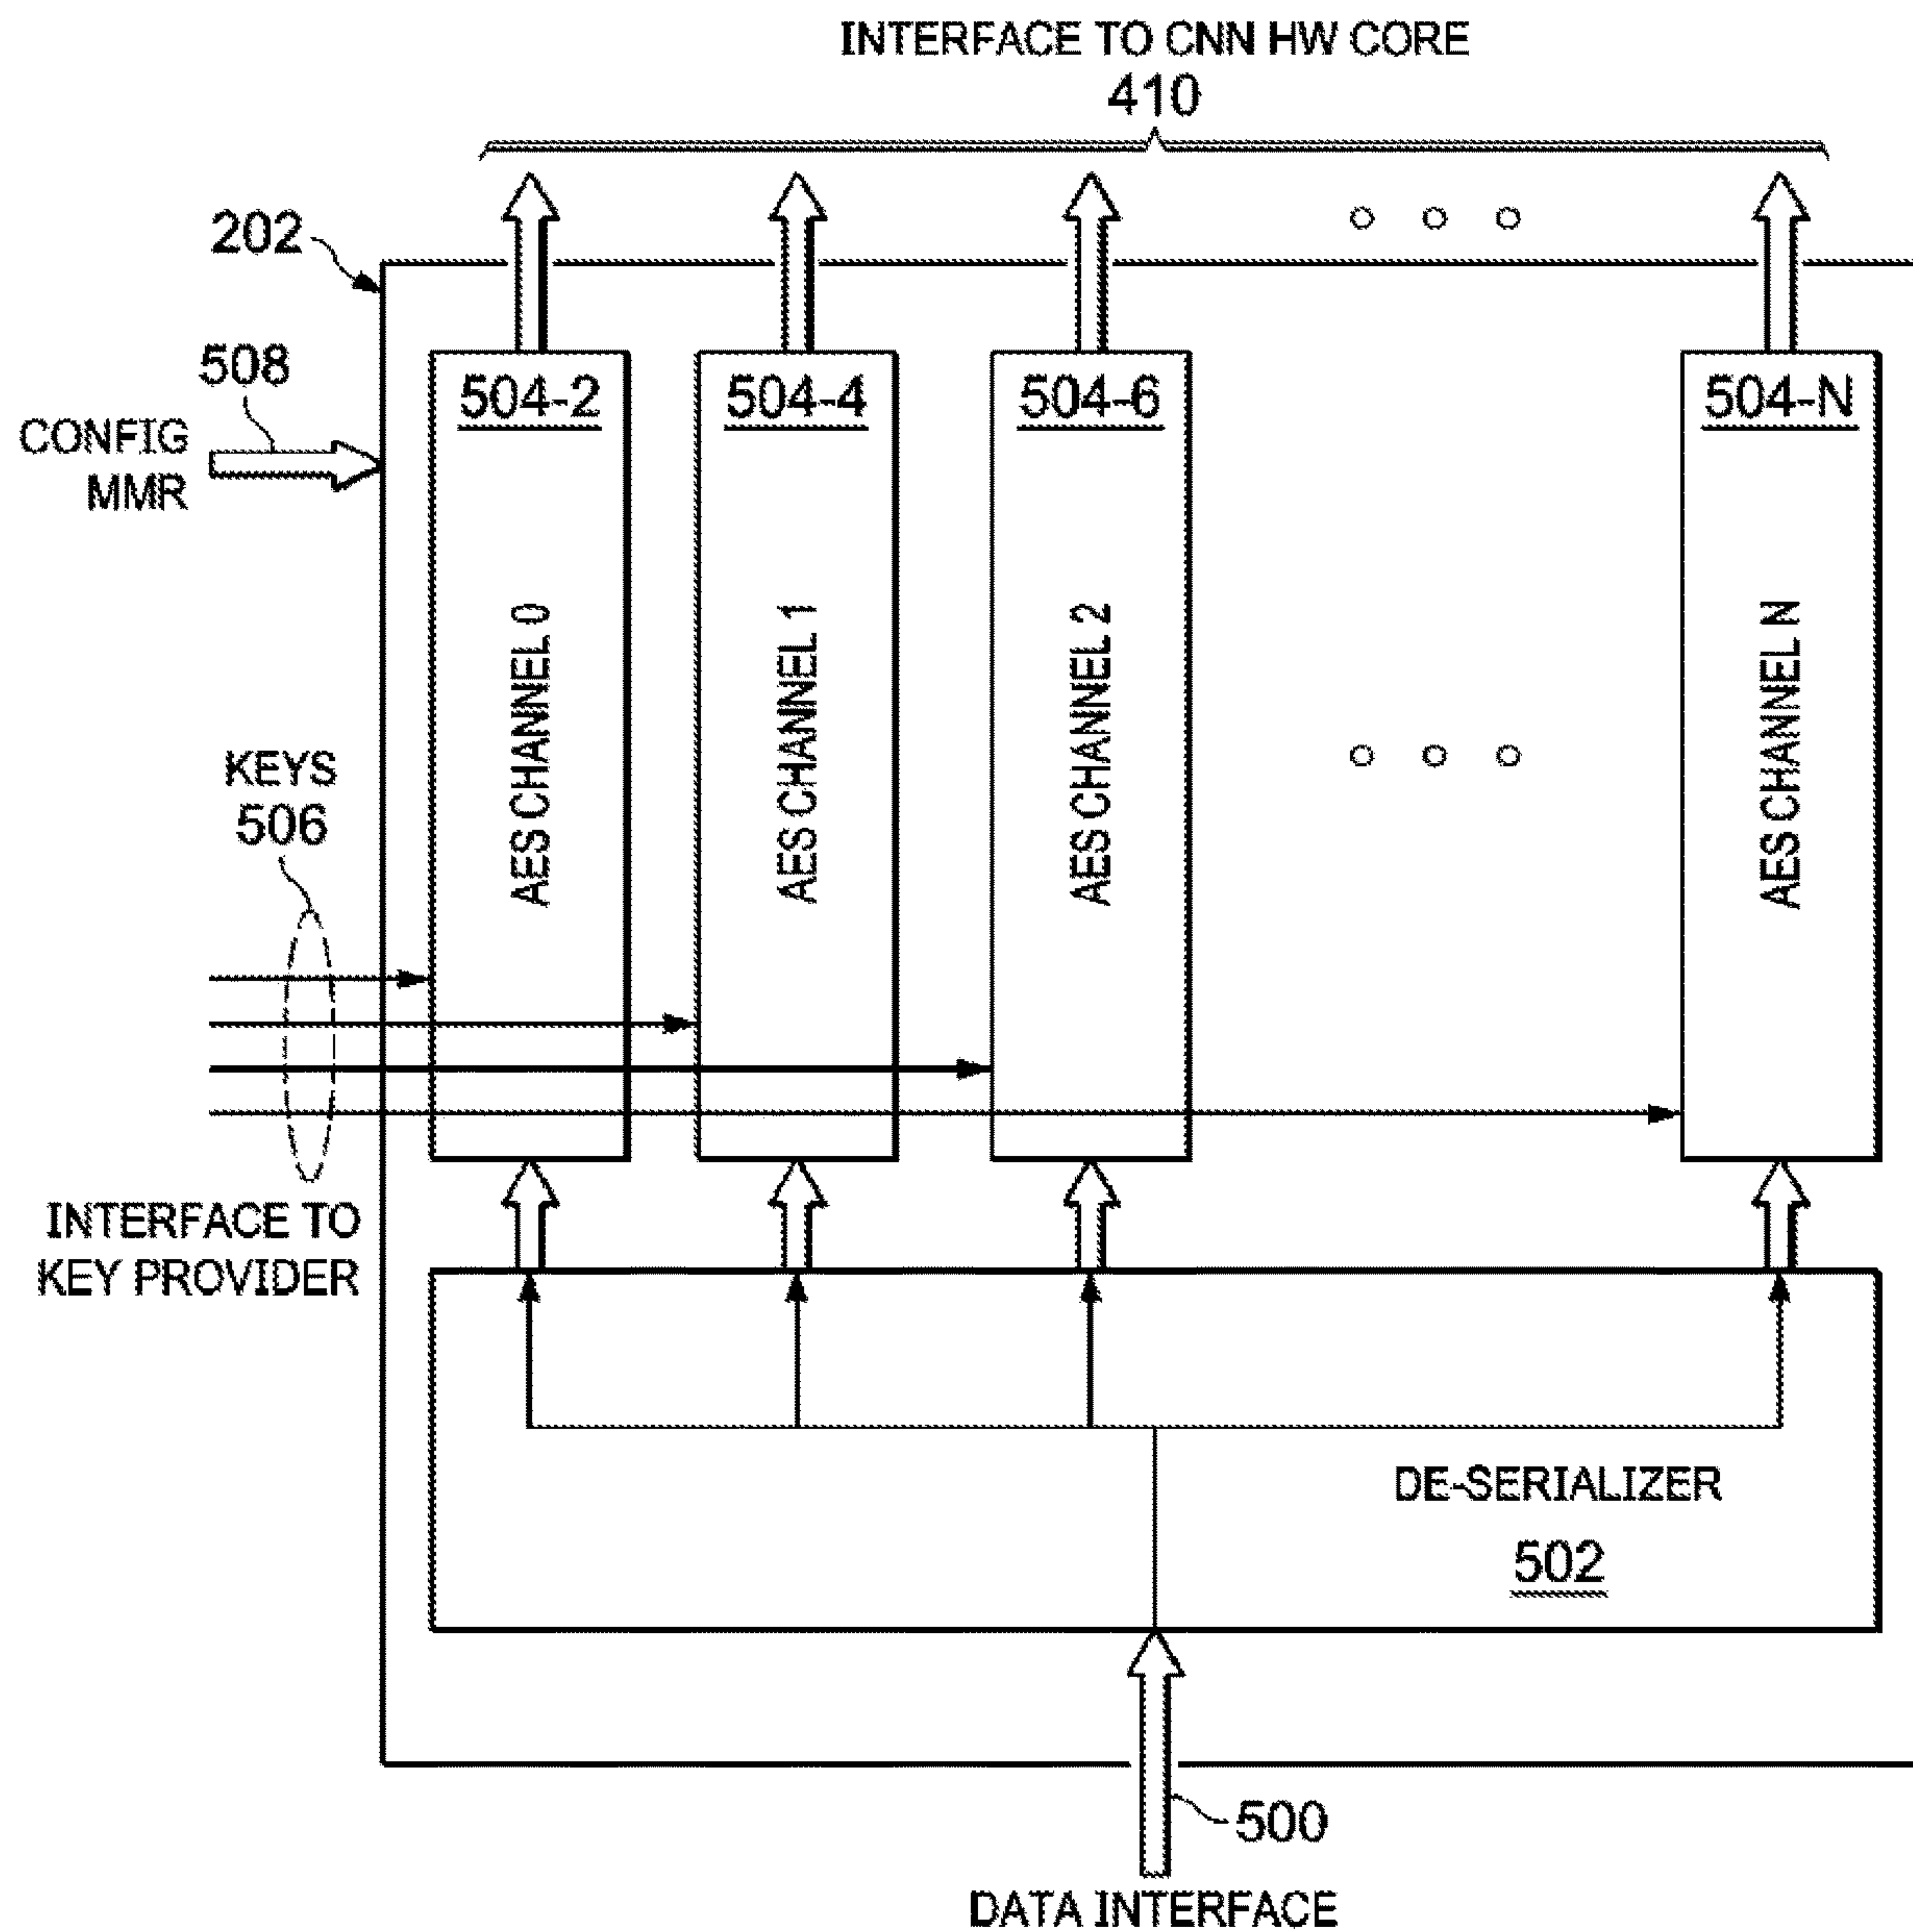 INTERFACE TO CNN HW CORE
410
202
508
CONFIG
MMR
504-2
504-4
504-6
504-N
AES CHANNEL 0
AES CHANNEL 1
AES CHANNEL 2
AES CHANNEL N
KEYS
506
INTERFACE TO
KEY PROVIDER
DE-SERIALIZER
502
500
DATA INTERFACE